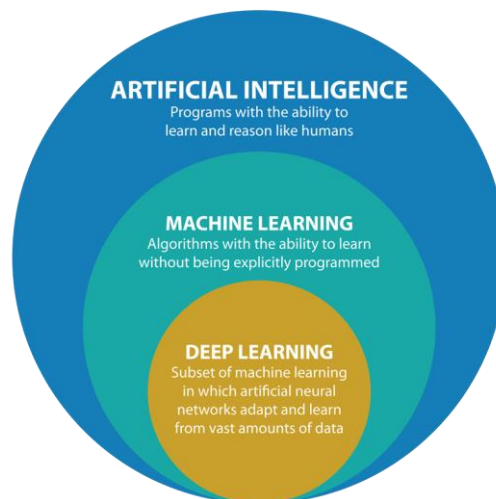 ARTIFICIAL INTELLIGENCE
Programs with the ability to
learn and reason like humans
MACHINE LEARNING
Algorithms with the ability to learn
without being explicitly programmed
DEEP LEARNING
Subset of machine learning
in which artificial neural
networks adapt and learn
from vast amounts of data